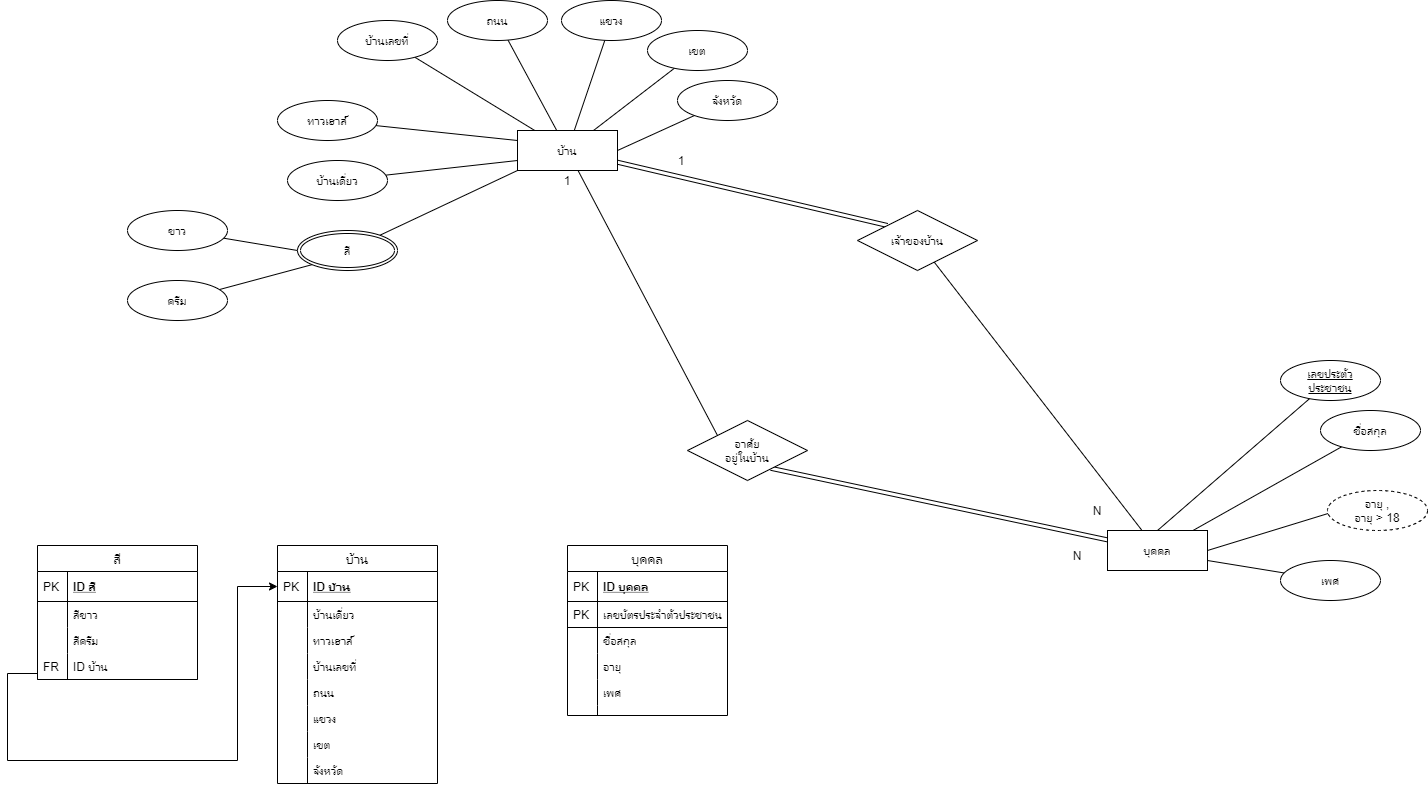 ถนน
แขวง
บ้านเลขที่
เขต
จังหวัด
ทาวเฮาส์
บ้าน
1
บ้านเดี่ยว
1
ขาว
สี
เจ้าของบ้าน
ครีม
เลขประตัว
ประชาชน
ชื่อสกุล
อาศัย
อยู่ในบ้าน
อายุ ,
อายุ > 18
N
N
บุคคล
เพศ
สี
PK ID สี
สีขาว
สีครีม
FR ID บ้าน
บ้าน
PK ID บ้าน
บ้านเดี่ยว
ทาวเฮาส์
บ้านเลขที่
ถนน
แขวง
เขต
จังหวัด
บุคคล
PK ID บุคคล
PK เลขบัตรประจำตัวประชาชน
ชื่อสกุล
อายุ
เพศ